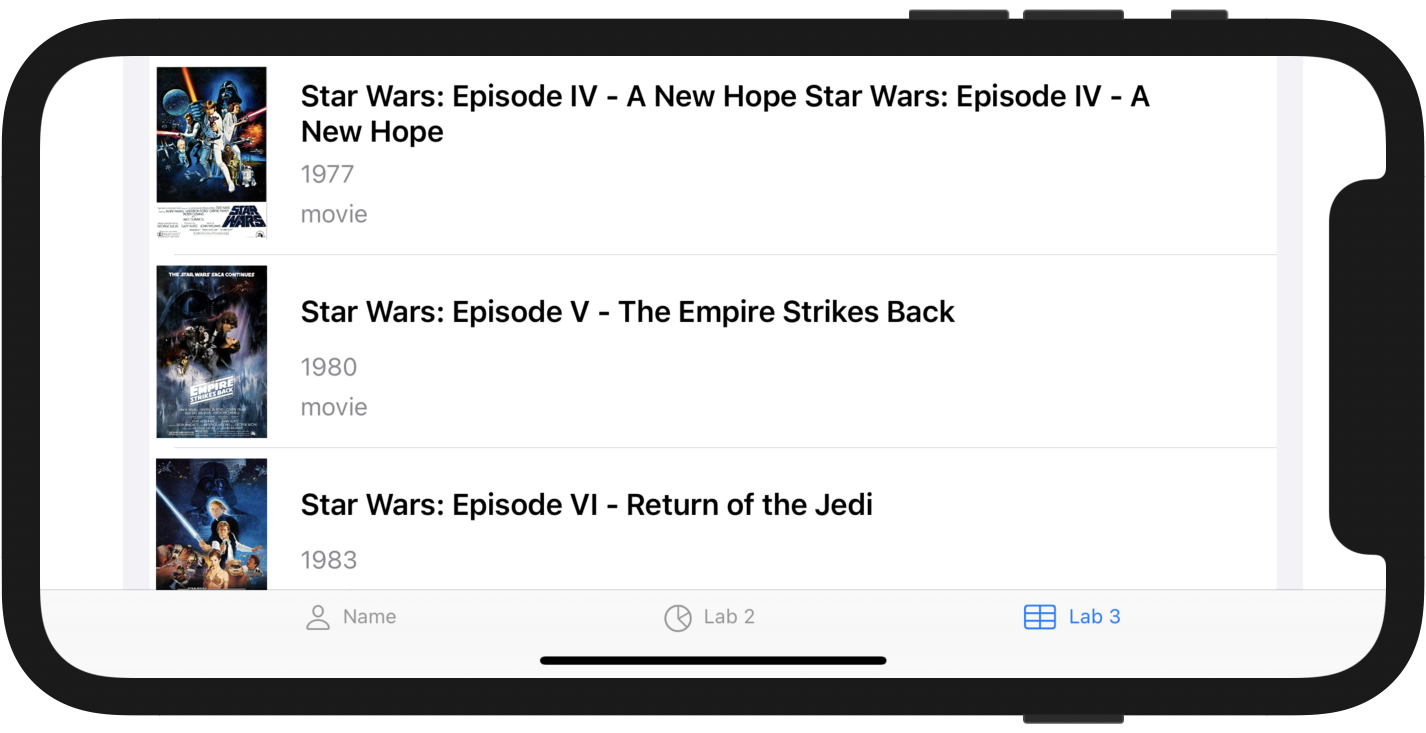 Star Wars: Episode IV - A New Hope Star Wars: Episode IV - A
New Hope
1977
movie
STAR
WARS
THE STAR WARS SAGA CONTINUES
Star Wars: Episode V - The Empire Strikes Back
1980
movie
EMPIRE
STRIKES BACK
Star Wars: Episode VI - Return of the Jedi
1983
Name
Lab 2
Lab 3